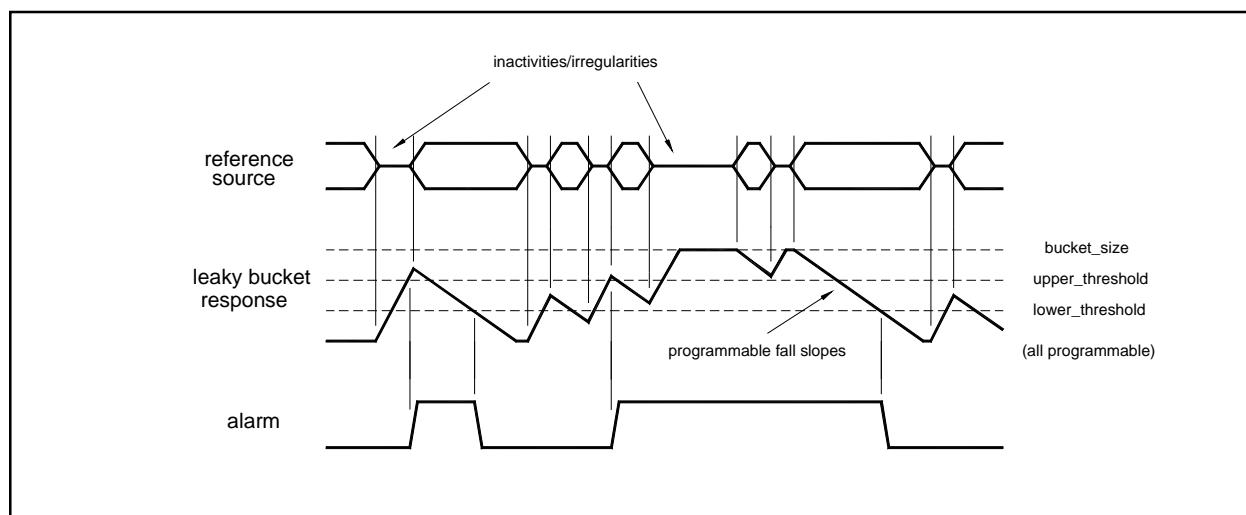 inactivities/irregularities
reference
source
bucket_size
leaky bucket
response
upper_threshold
lower_threshold
programmable fall slopes
(all programmable)
alarm